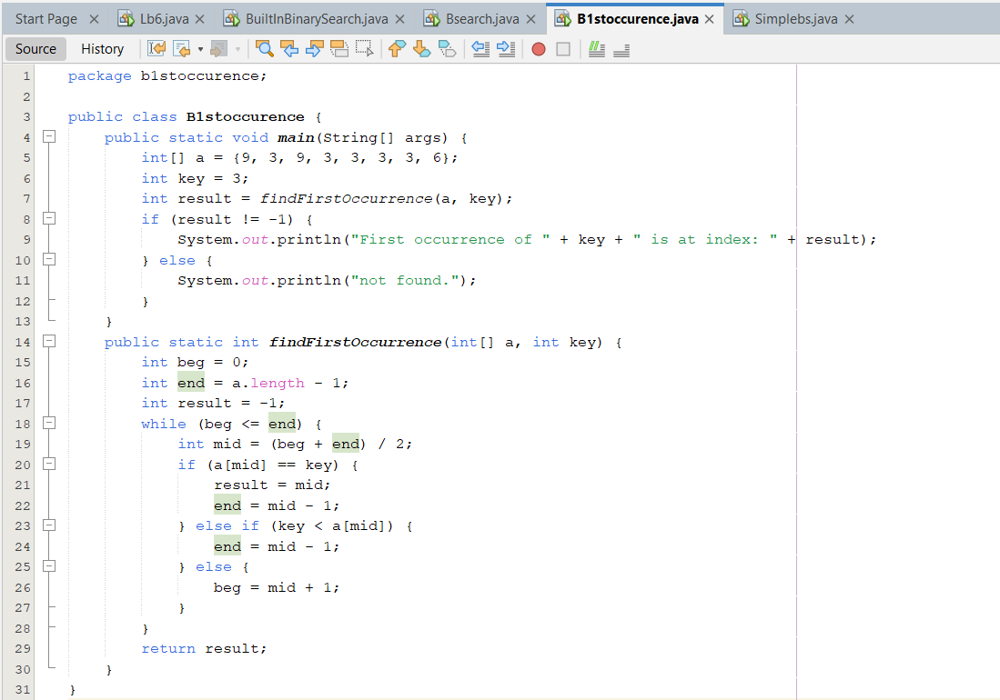 Start Page Lb6.java BuiltInBinarySearch.java Bsearch.java B1stoccurence.java Simplebs.java
Source History
1 package b1stoccurence;
2
3 public class B1stoccurence {
4 public static void main(String[] args) {
5 int[] a = {9, 3, 9, 3, 3, 3, 3, 6};
6 int key = 3;
7 int result = findFirstOccurrence(a, key);
8 if (result != -1) {
9 System.out.println("First occurrence of " + key + " is at index: " + result);
10 } else {
11 System.out.println("not found.");
12 }
13 }
14 public static int findFirstOccurrence(int[] a, int key) {
15 int beg = 0;
16 int end = a.length - 1;
17 int result = -1;
18 while (beg <= end) {
19 int mid = (beg + end) / 2;
20 if (a[mid] == key) {
21 result = mid;
22 end = mid - 1;
23 } else if (key < a[mid]) {
24 end = mid - 1;
25 } else {
26 beg = mid + 1;
27 }
28 }
29 return result;
30 }
31 }